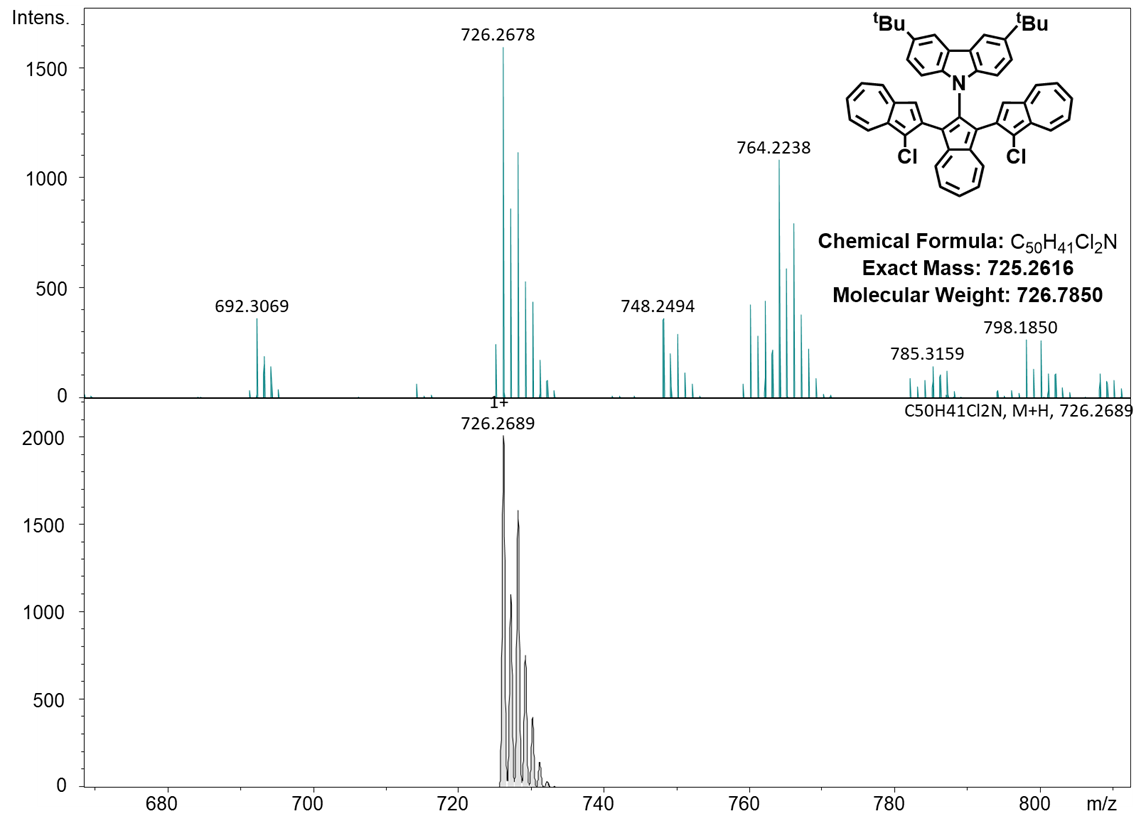 Intens.
726.2678
ᵗBu
ᵗBu
1500
N
764.2238
Cl
Cl
1000
Chemical Formula: C₅₀H₄₁Cl₂N
Exact Mass: 725.2616
Molecular Weight: 726.7850
500
692.3069
748.2494
798.1850
785.3159
0
1+
C50H41Cl2N, M+H, 726.2689
726.2689
2000
1500
1000
500
0
680
700
720
740
760
780
800
m/z